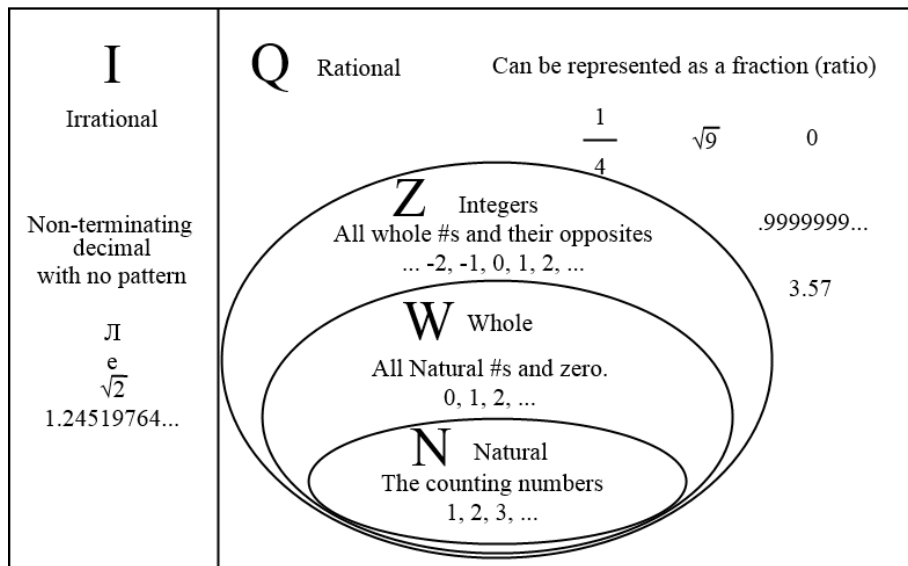 I
Irrational
Non-terminating
decimal
with no pattern
Л
e
√2
1.24519764...
Q Rational Can be represented as a fraction (ratio)
1
4
√9 0
.9999999...
3.57
Z Integers
All whole #s and their opposites
... -2, -1, 0, 1, 2, ...
W Whole
All Natural #s and zero.
0, 1, 2, ...
N Natural
The counting numbers
1, 2, 3, ...